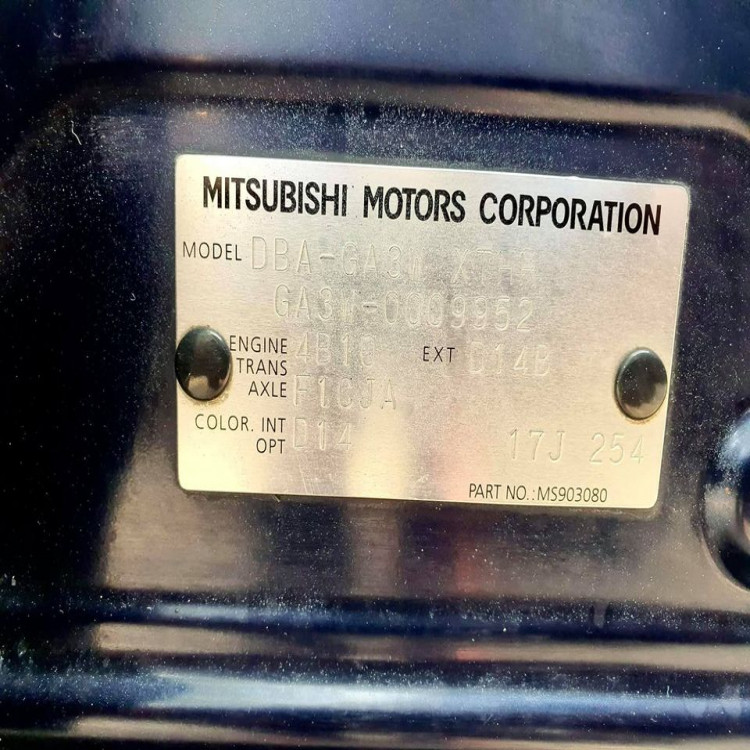 MITSUBISHI MOTORS CORPORATION
MODEL DBA-GA3W
GA3W-0009952
ENGINE 4B10 EXT D14D
TRANS
AXLE F1CJA
COLOR. INT D14
OPT
17J 254
PART NO.:MS903080